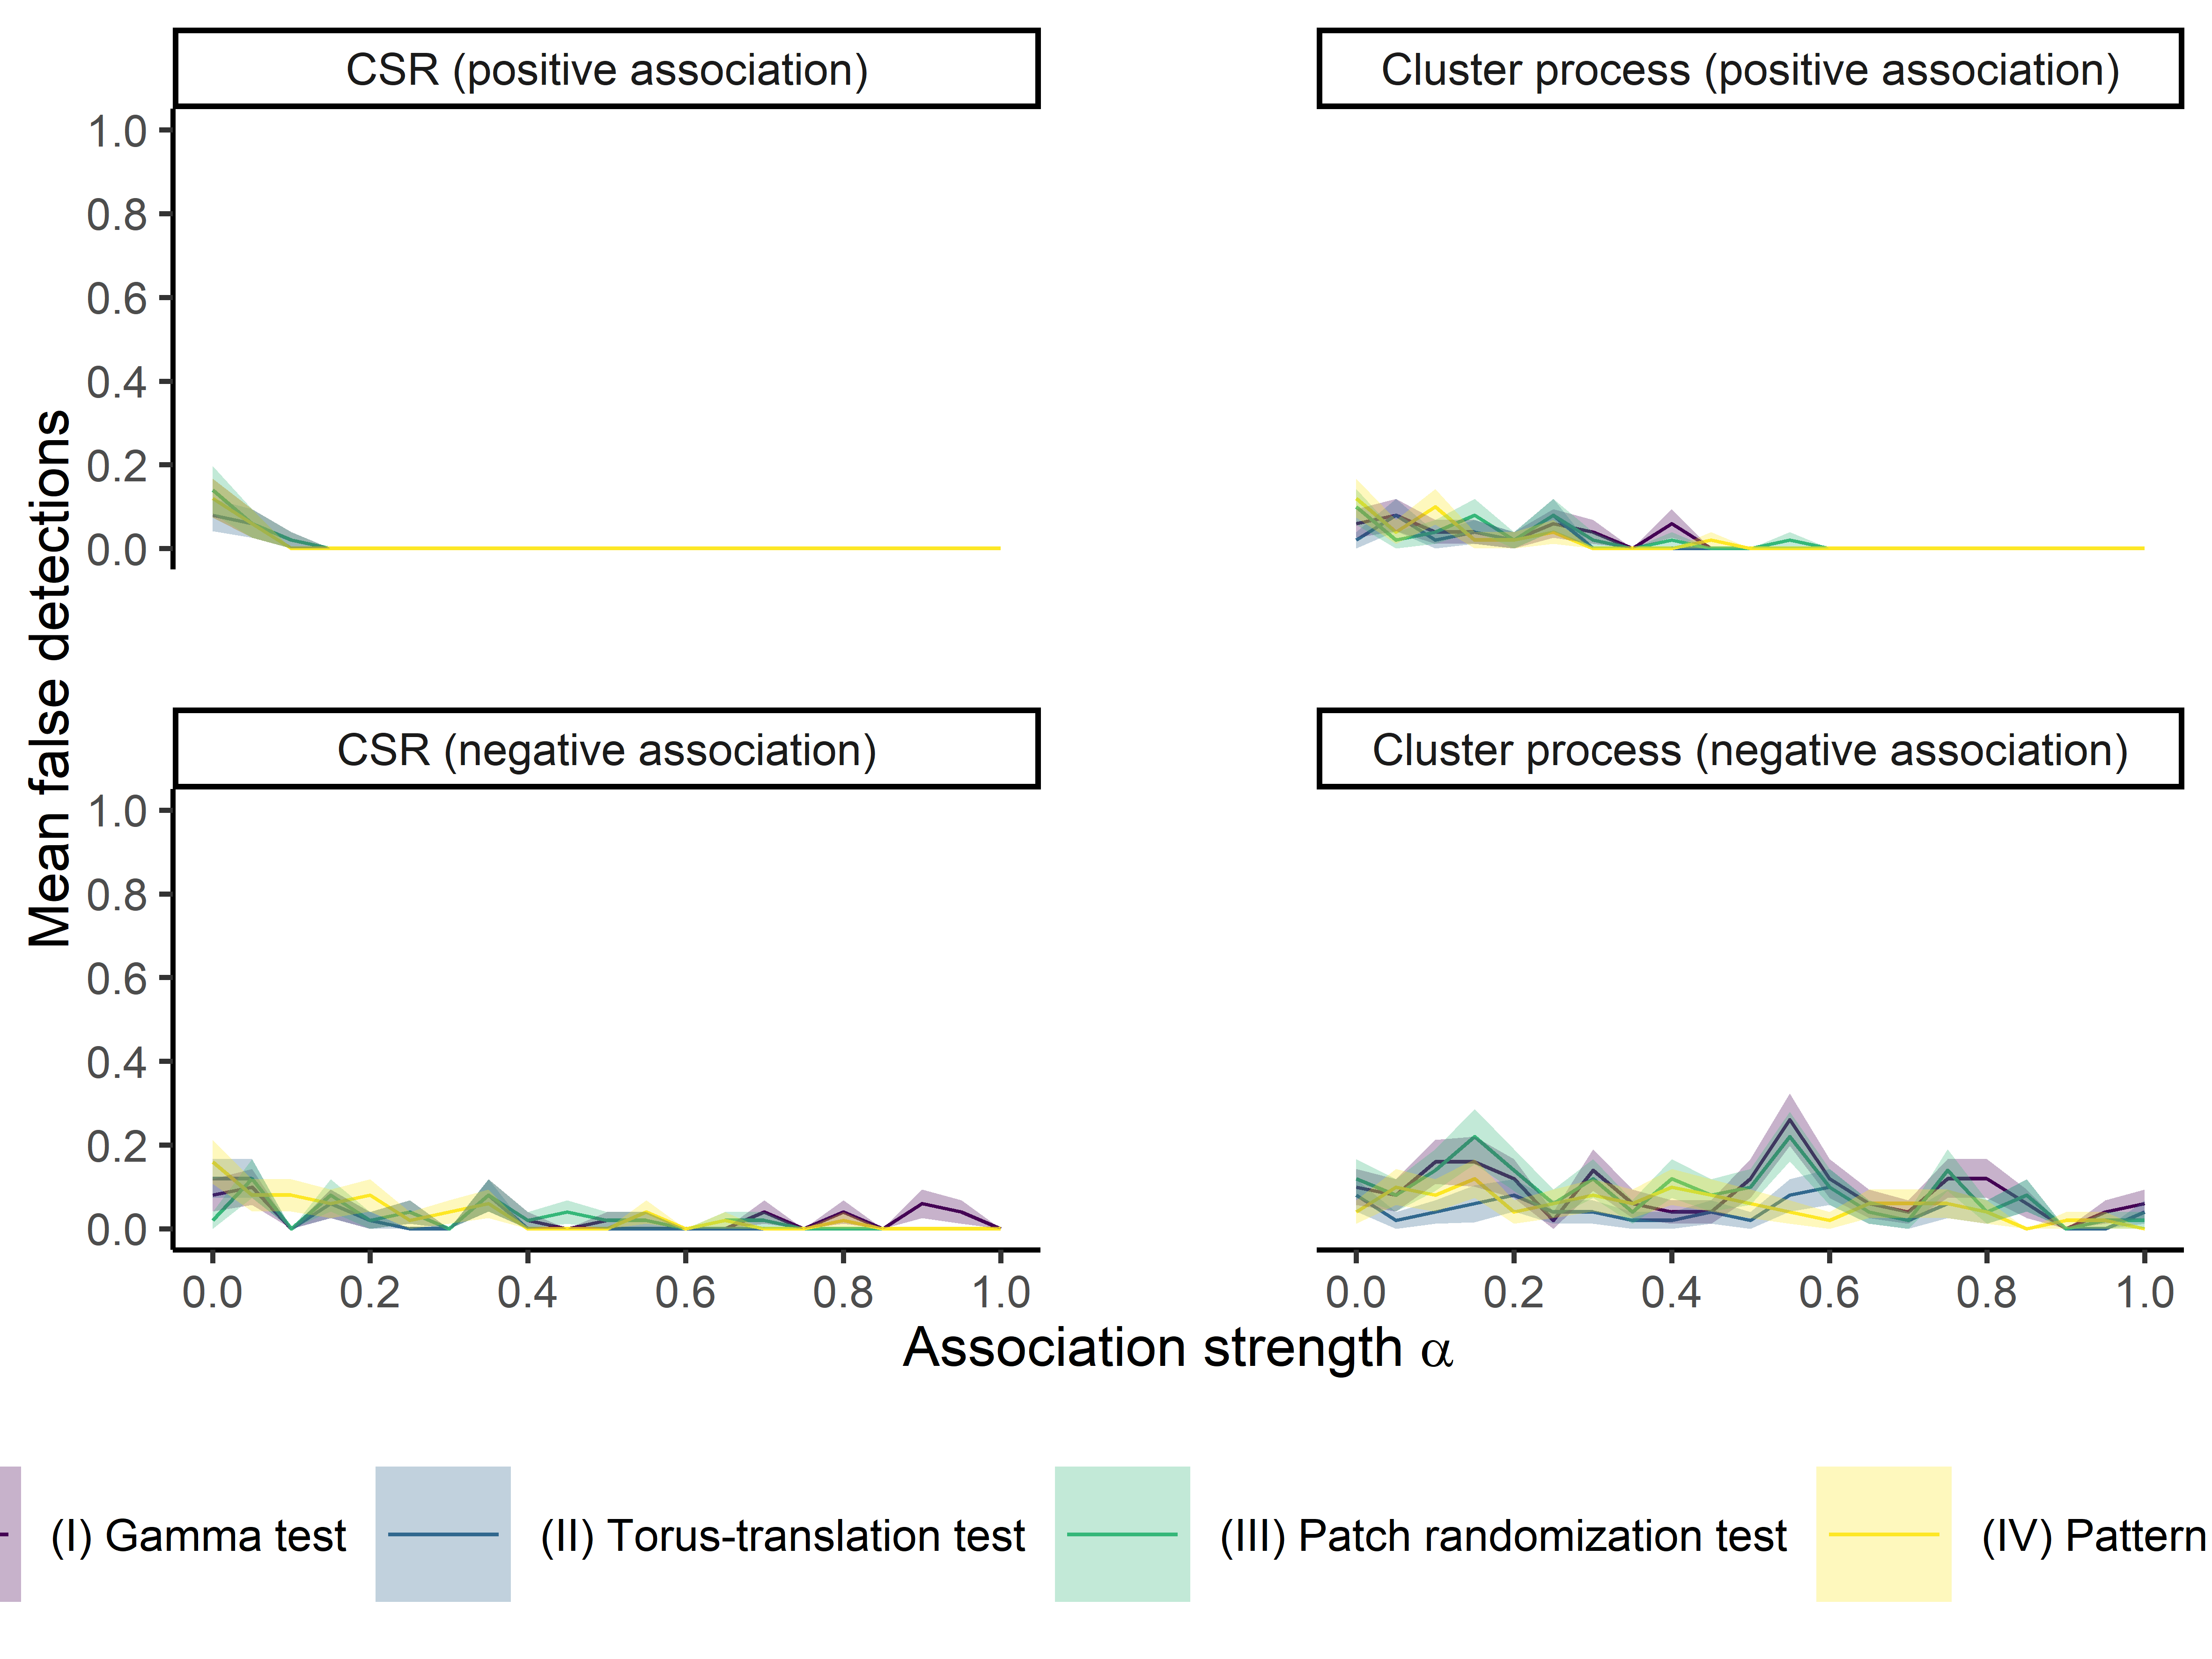 CSR (positive association)
Cluster process (positive association)
1.0
0.8
0.6
0.4
0.2
0.0
Mean false detections
CSR (negative association)
Cluster process (negative association)
1.0
0.8
0.6
0.4
0.2
0.0
0.0 0.2 0.4 0.6 0.8 1.0
0.0 0.2 0.4 0.6 0.8 1.0
Association strength α
(I) Gamma test (II) Torus-translation test (III) Patch randomization test (IV) Pattern